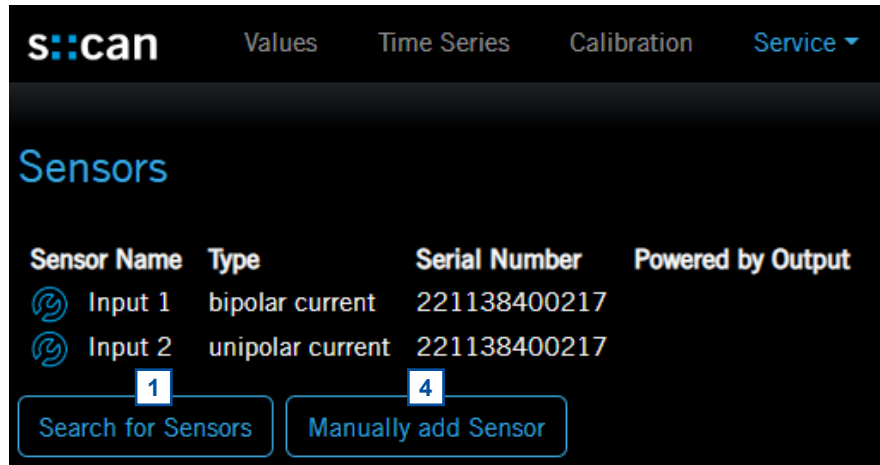 s::can Values Time Series Calibration Service
Sensors
Sensor Name Type Serial Number Powered by Output
Input 1 bipolar current 221138400217
Input 2 unipolar current 221138400217
1 4
Search for Sensors Manually add Sensor